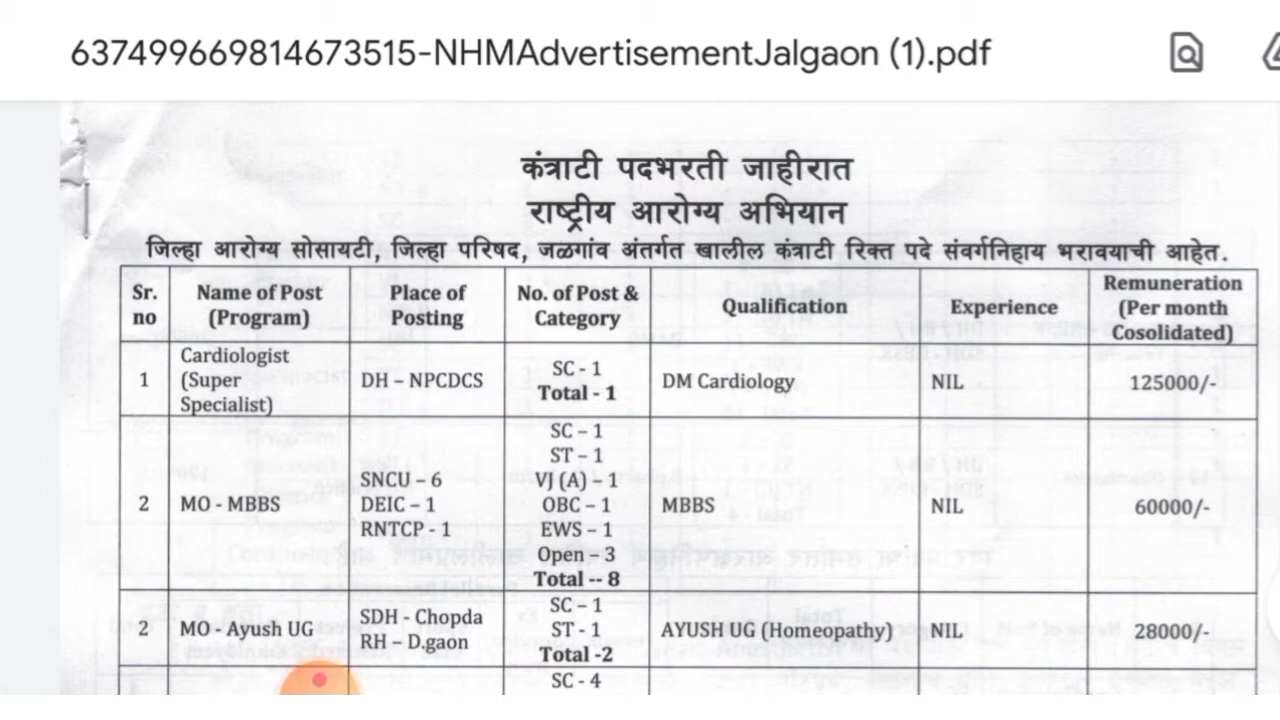 637499669814673515-NHMAdvertisementJalgaon (1).pdf
कंत्राटी पदभरती जाहीरात
राष्ट्रीय आरोग्य अभियान
जिल्हा आरोग्य सोसायटी, जिल्हा परिषद, जळगांव अंतर्गत खालील कंत्राटी रिक्त पदे संवर्गनिहाय भरावयाची आहेत.
Sr. no Name of Post (Program) Place of Posting No. of Post & Category Qualification Experience Remuneration (Per month Cosolidated)
1 Cardiologist (Super Specialist) DH – NPCDCS SC - 1 Total - 1 DM Cardiology NIL 125000/-
2 MO - MBBS SNCU – 6 DEIC – 1 RNTCP - 1 SC – 1 ST – 1 VJ (A) – 1 OBC – 1 EWS – 1 Open – 3 Total -- 8 MBBS NIL 60000/-
2 MO - Ayush UG SDH - Chopda RH – D.gaon SC – 1 ST - 1 Total -2 AYUSH UG (Homeopathy) NIL 28000/-
SC - 4